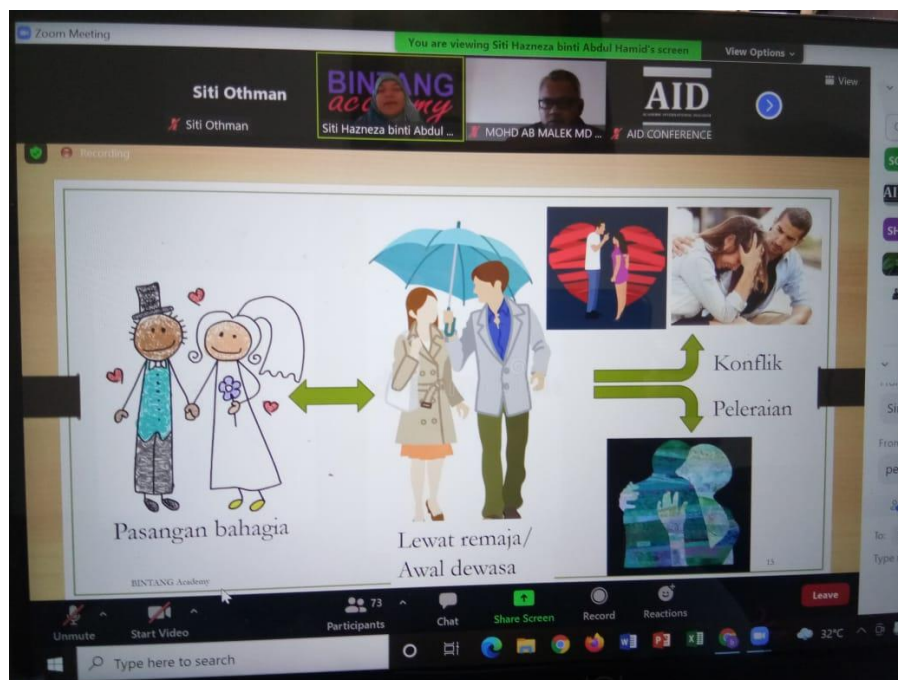 Zoom Meeting
You are viewing Siti Hazneza binti Abdul Hamid's screen
View Options
Siti Othman
Siti Othman
BINTANG
academy
Siti Hazneza binti Abdul ...
MOHD AB MALEK MD ...
AID
AID CONFERENCE
View
Recording
Pasangan bahagia
Lewat remaja/
Awal dewasa
Konflik
Peleraian
BINTANG Academy
13
Unmute
Start Video
73
Participants
Chat
Share Screen
Record
Reactions
Leave
To:
Type here to search
32°C